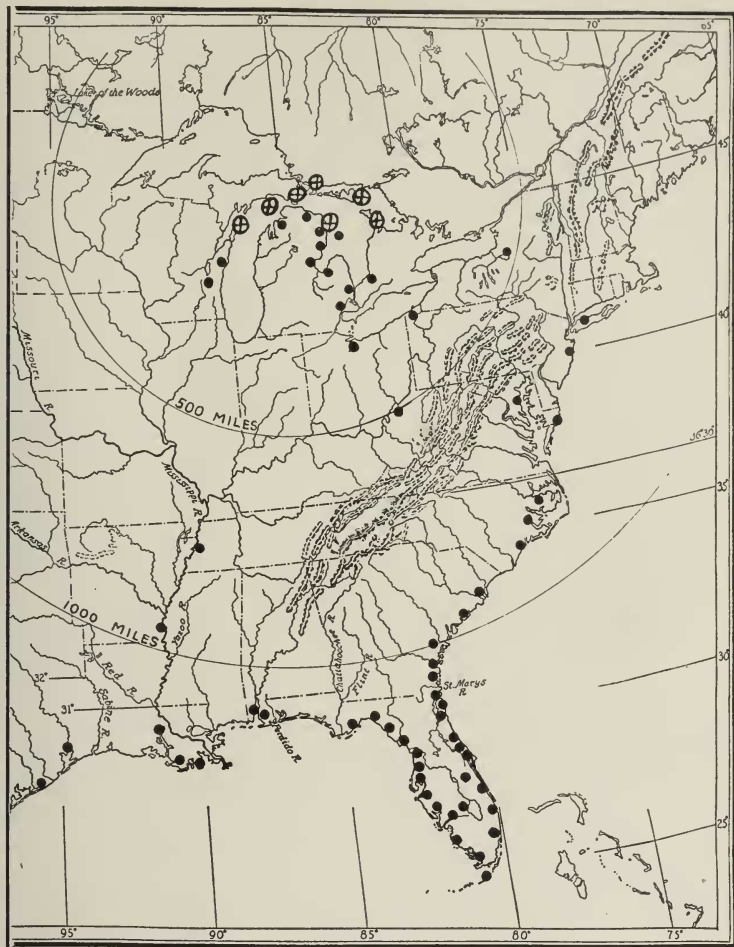 95° 90° 85° 80° 75° 70° 65°
Lake of the Woods
45
40
Missouri R.
500 MILES
36°30'
Mississippi R.
35
Arkansas R.
Yazoo R.
1000 MILES
Chattahoochee R.
Flint R.
30
32°
Red R.
St. Marys R.
31°
Sabine R.
Perdido R.
25
95° 90° 85° 80° 75°